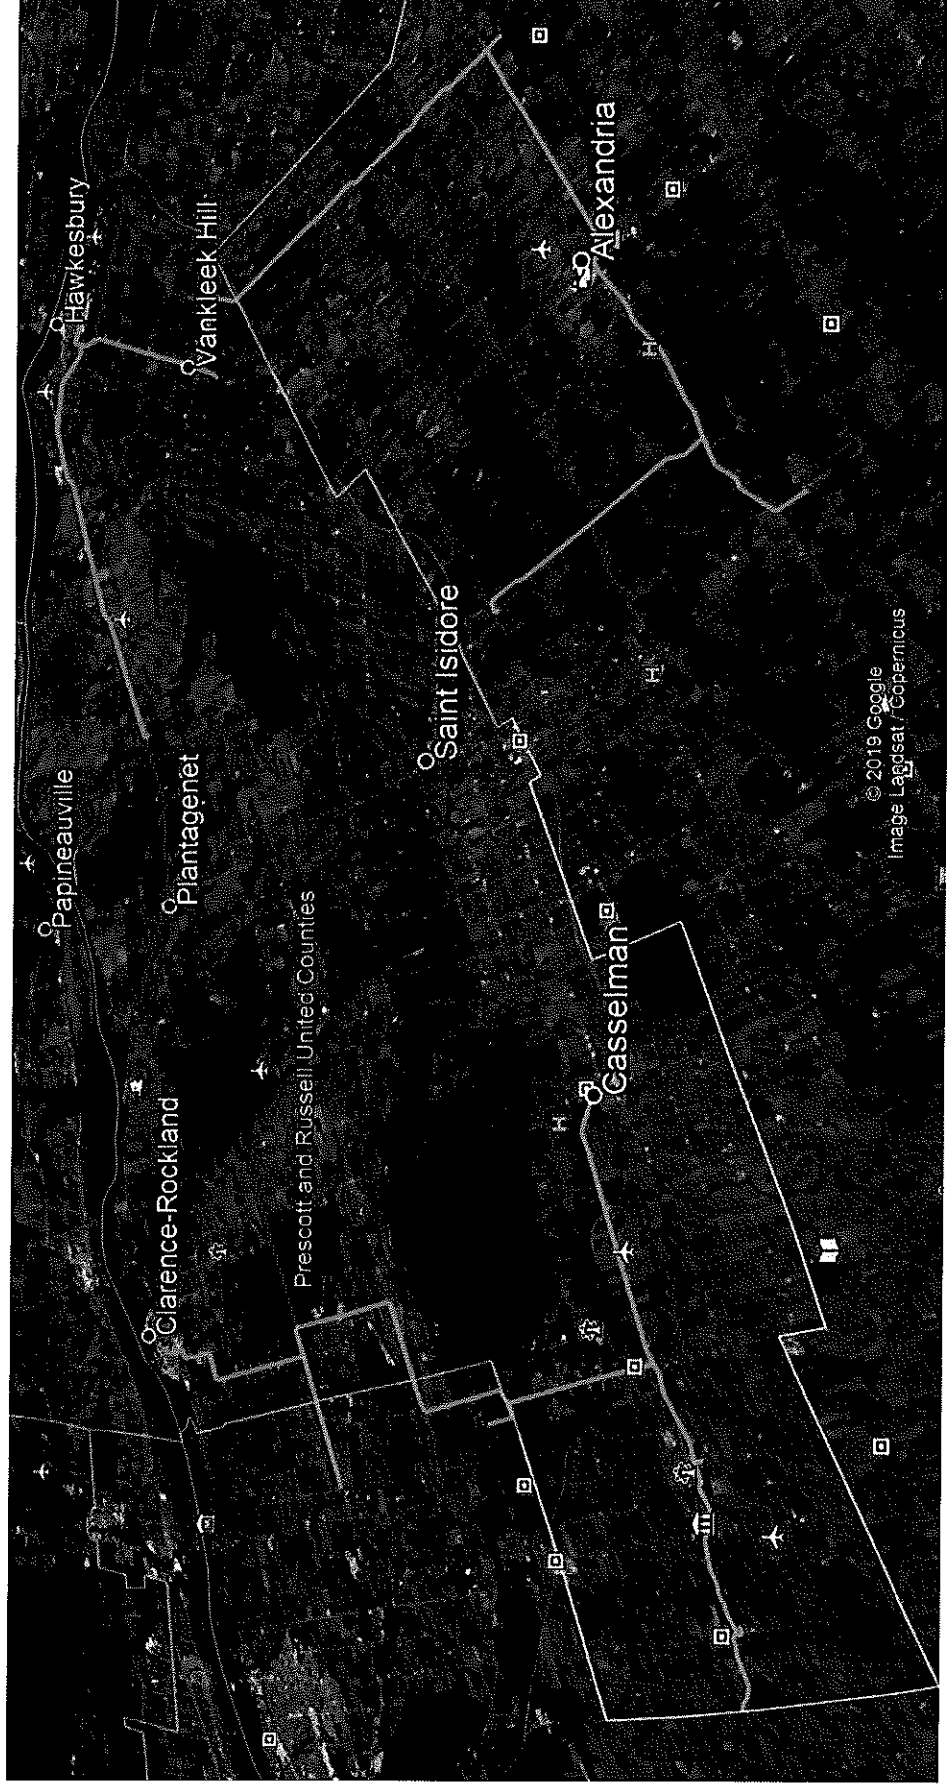 Hawkesbury
Papineauville
Vankleek Hill
Plantagenet
Clarence-Rockland
Prescott and Russell United Counties
Saint Isidore
Alexandria
Casselman
H
H
H
© 2019 Google
Image Landsat / Copernicus